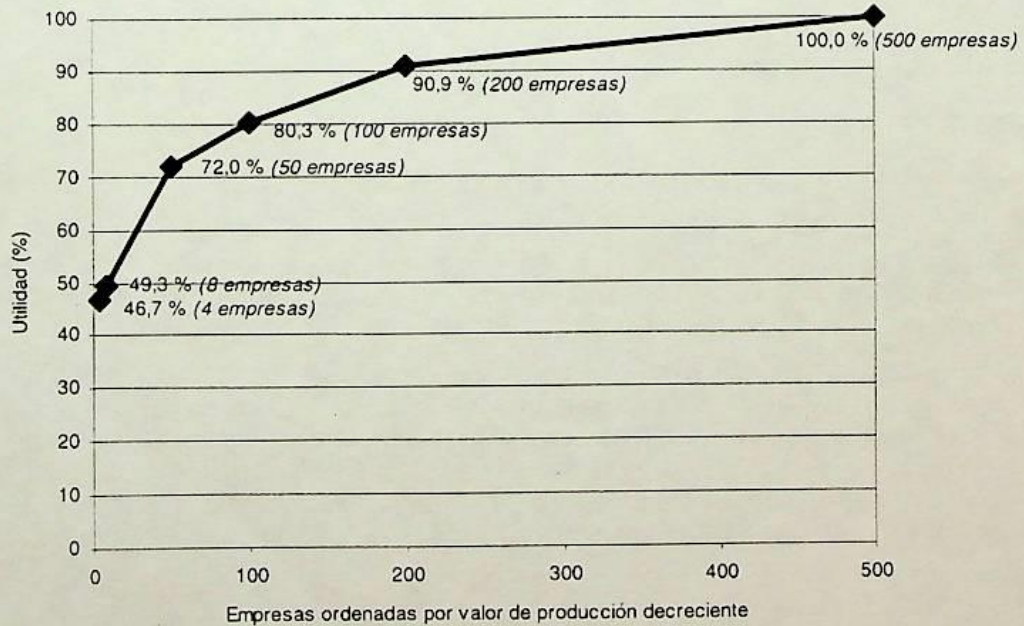 100
90
80
70
60
50
40
30
20
10
0
Utilidad (%)
100,0 % (500 empresas)
90,9 % (200 empresas)
80,3 % (100 empresas)
72,0 % (50 empresas)
49,3 % (8 empresas)
46,7 % (4 empresas)
0 100 200 300 400 500
Empresas ordenadas por valor de producción decreciente